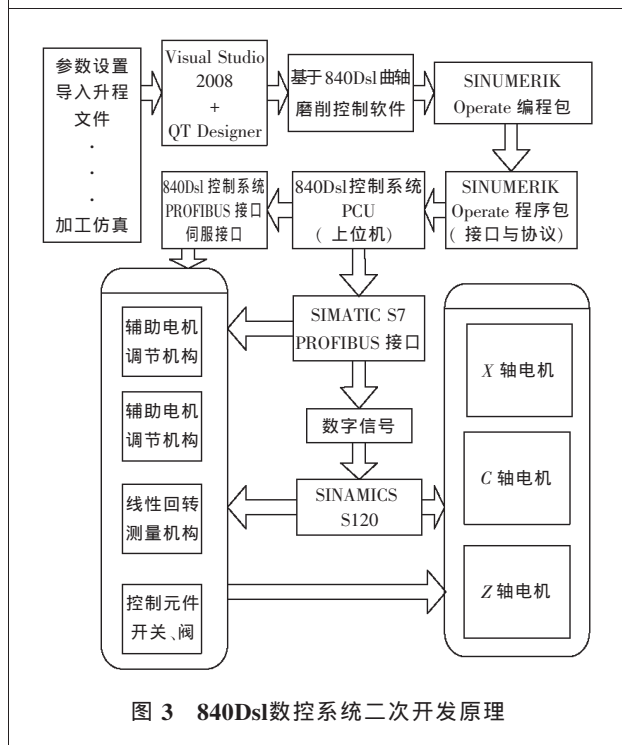 参数设置
导入升程
文件
·
·
·
加工仿真
Visual Studio
2008
+
QT Designer
基于840Dsl曲轴
磨削控制软件
SINUMERIK
Operate 编程包
840Dsl 控制系统
PROFIBUS 接口
伺服接口
840Dsl控制系统
PCU
( 上位机)
SINUMERIK
Operate 程序包
( 接口与协议)
辅助电机
调节机构
辅助电机
调节机构
线性回转
测量机构
控制元件
开关、阀
SIMATIC S7
PROFIBUS 接口
数字信号
SINAMICS
S120
X 轴电机
C 轴电机
Z 轴电机
图 3 840Dsl数控系统二次开发原理